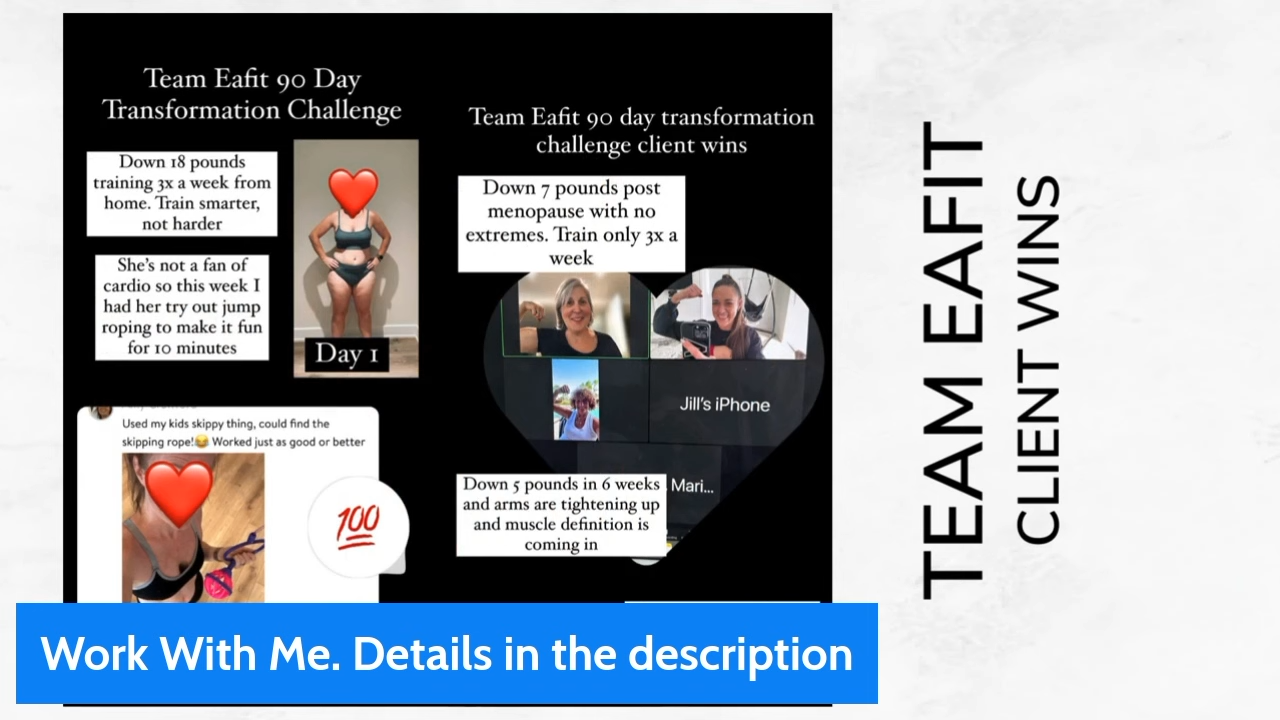 Team Eafit 90 Day
Transformation Challenge
Down 18 pounds
training 3x a week from
home. Train smarter,
not harder
She's not a fan of
cardio so this week I
had her try out jump
roping to make it fun
for 10 minutes
Day 1
Used my kids skippy thing, could find the
skipping rope!😂 Worked just as good or better
100
Team Eafit 90 day transformation
challenge client wins
Down 7 pounds post
menopause with no
extremes. Train only 3x a
week
Jill's iPhone
Mari...
Down 5 pounds in 6 weeks
and arms are tightening up
and muscle definition is
coming in
TEAM EAFIT
CLIENT WINS
Work With Me. Details in the description